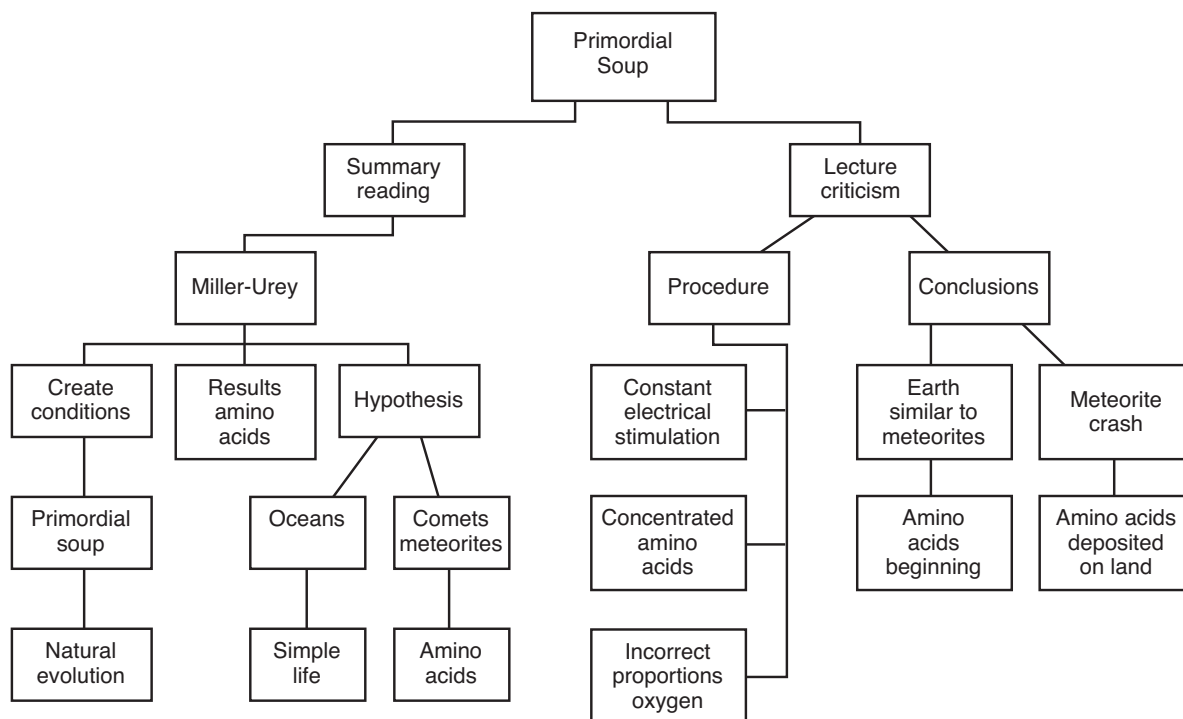 Primordial
Soup
Summary
reading
Lecture
criticism
Miller-Urey
Procedure
Conclusions
Create
conditions
Results
amino
acids
Hypothesis
Constant
electrical
stimulation
Earth
similar to
meteorites
Meteorite
crash
Primordial
soup
Oceans
Comets
meteorites
Concentrated
amino
acids
Amino
acids
beginning
Amino acids
deposited
on land
Natural
evolution
Simple
life
Amino
acids
Incorrect
proportions
oxygen